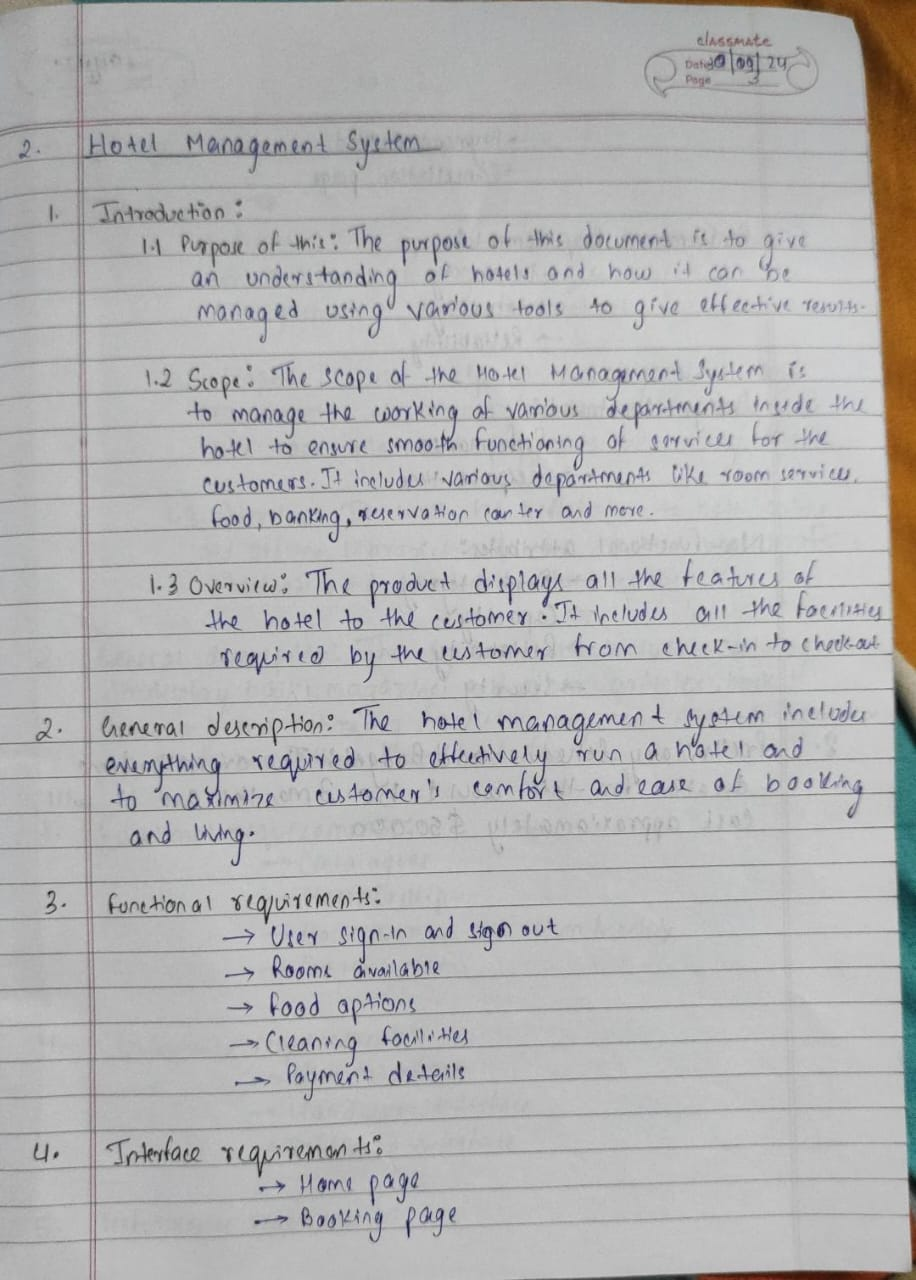 classmate
Date 09/24
Page 3
2. Hotel Management System
1. Introduction:
1.1 Purpose of this: The purpose of this document is to give
an understanding of hotels and how it can be
managed using various tools to give effective results.
1.2 Scope: The scope of the Hotel Management System is
to manage the working of various departments inside the
hotel to ensure smooth functioning of services for the
customers. It includes various departments like room services,
food, banking, reservation canter and more.
1.3 Overview: The product displays all the features of
the hotel to the customer. It includes all the facilities
required by the customer from check-in to checkout
2. General description: The hotel management system includes
everything required to effectively run a hotel and
to maximize customer's comfort and ease of booking
and living.
3. Functional requirements:
→ User sign-in and sign out
→ Rooms available
→ Food options
→ Cleaning facilities
→ Payment details
4. Interface requirements:
→ Home page
→ Booking page